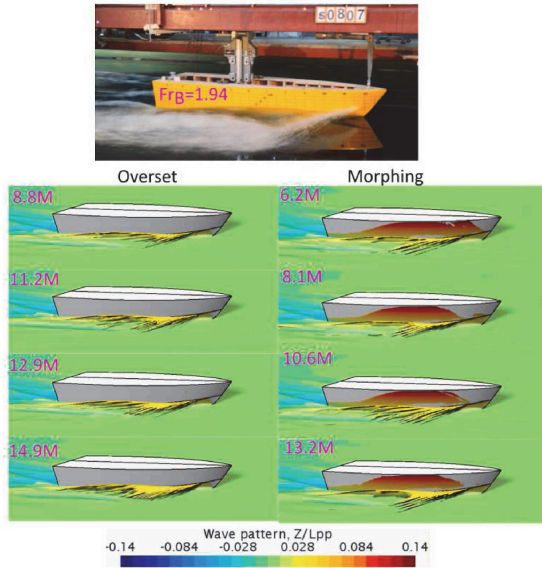 s0807
FrB=1.94
Overset
Morphing
8.8M
6.2M
11.2M
8.1M
12.9M
10.6M
14.9M
13.2M
Wave pattern, Z/Lpp
-0.14 -0.084 -0.028 0.028 0.084 0.14